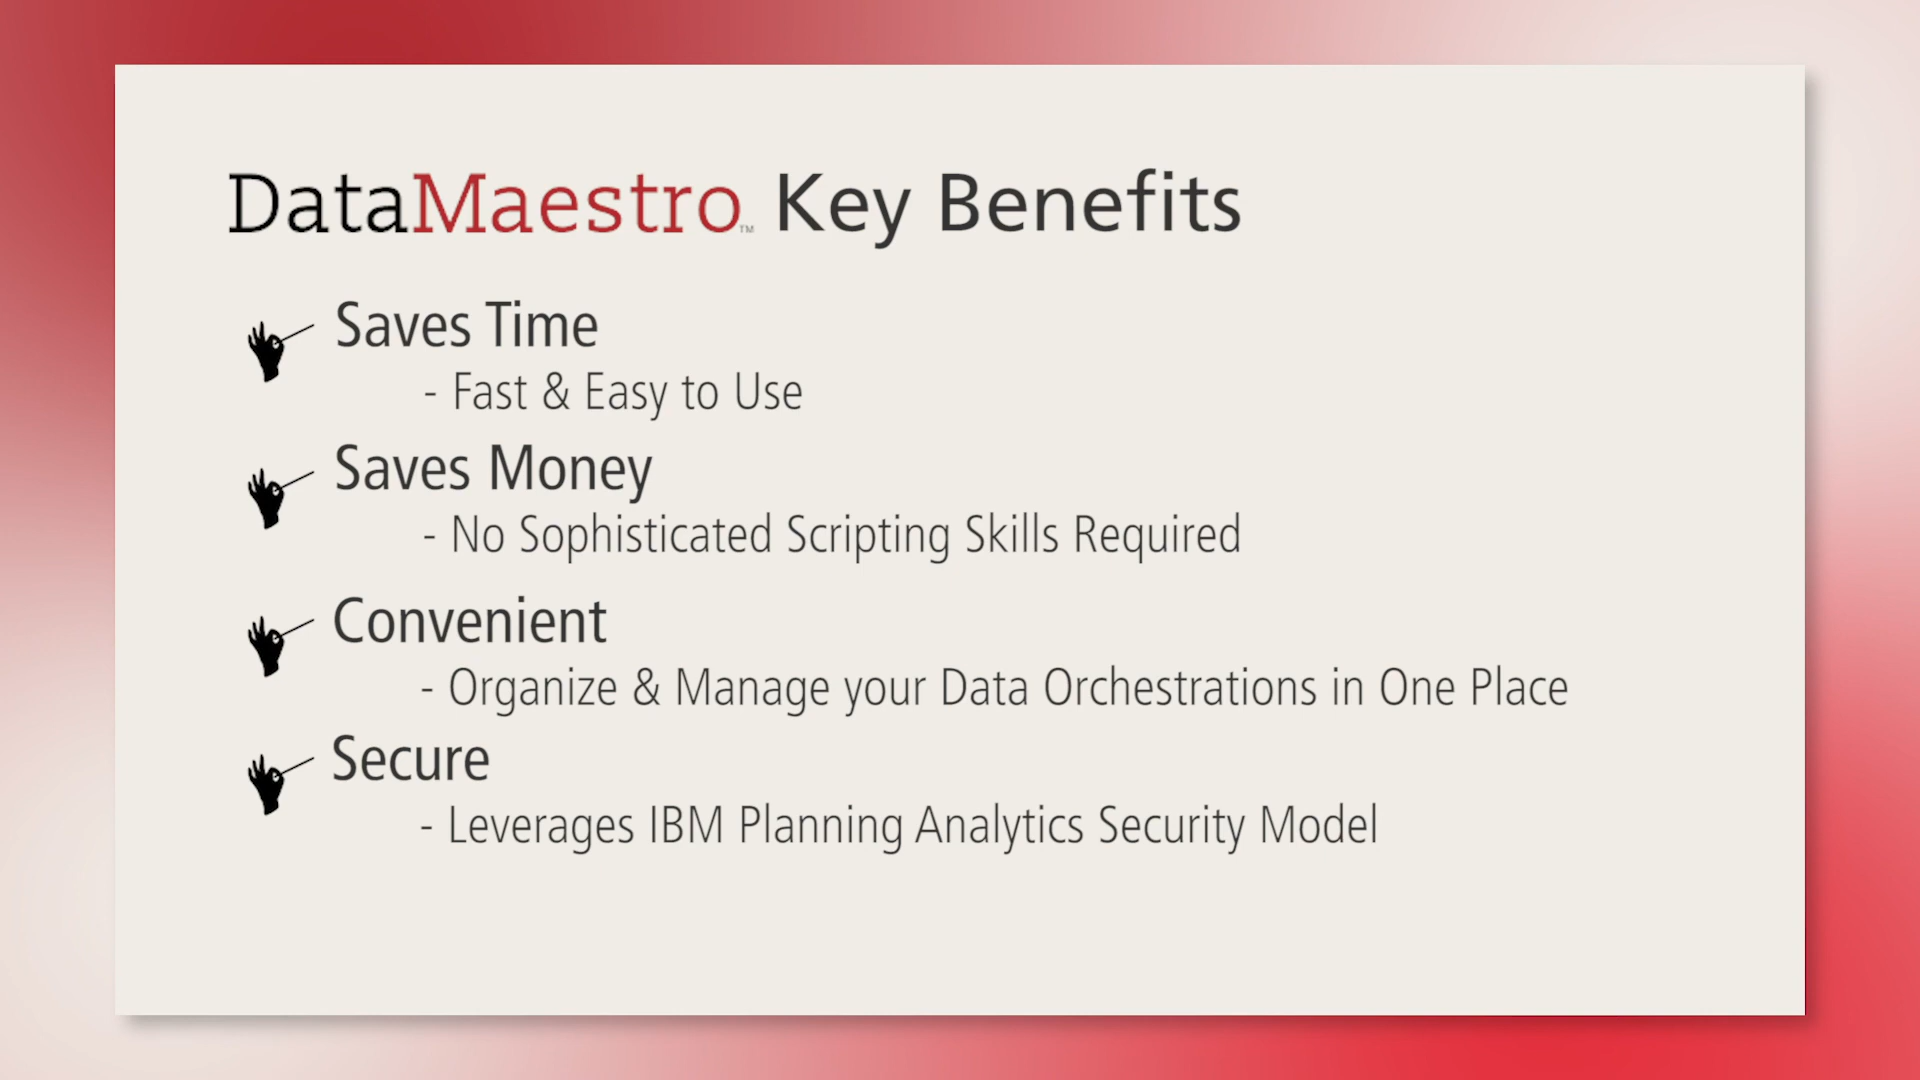 DataMaestro™ Key Benefits
Saves Time
- Fast & Easy to Use
Saves Money
- No Sophisticated Scripting Skills Required
Convenient
- Organize & Manage your Data Orchestrations in One Place
Secure
- Leverages IBM Planning Analytics Security Model